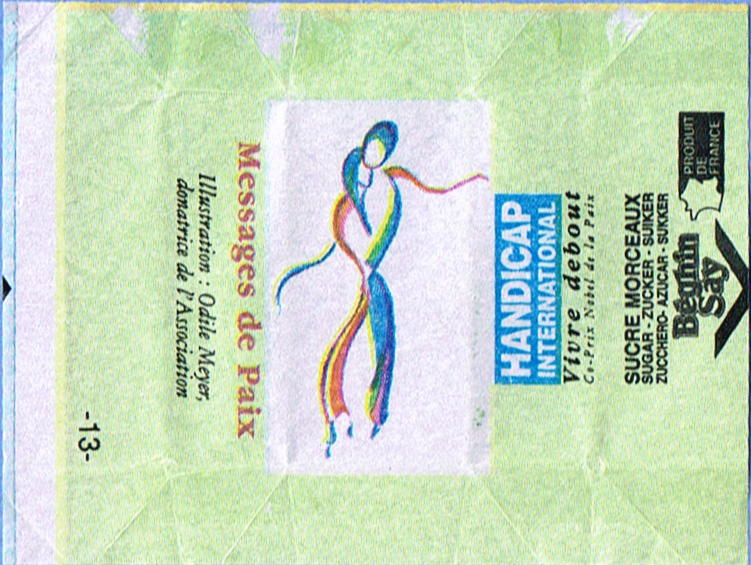 PRODUIT
DE
FRANCE
Béghin
Say
SUCRE MORCEAUX
SUGAR - ZUCKER - SUIKER
ZUCCHERO- AZUCAR - SUKKER
HANDICAP
INTERNATIONAL
Vivre debout
Co-Prix Nobel de la Paix
Messages de Paix
Illustration : Odile Meyer,
donatrice de l'Association
-13-